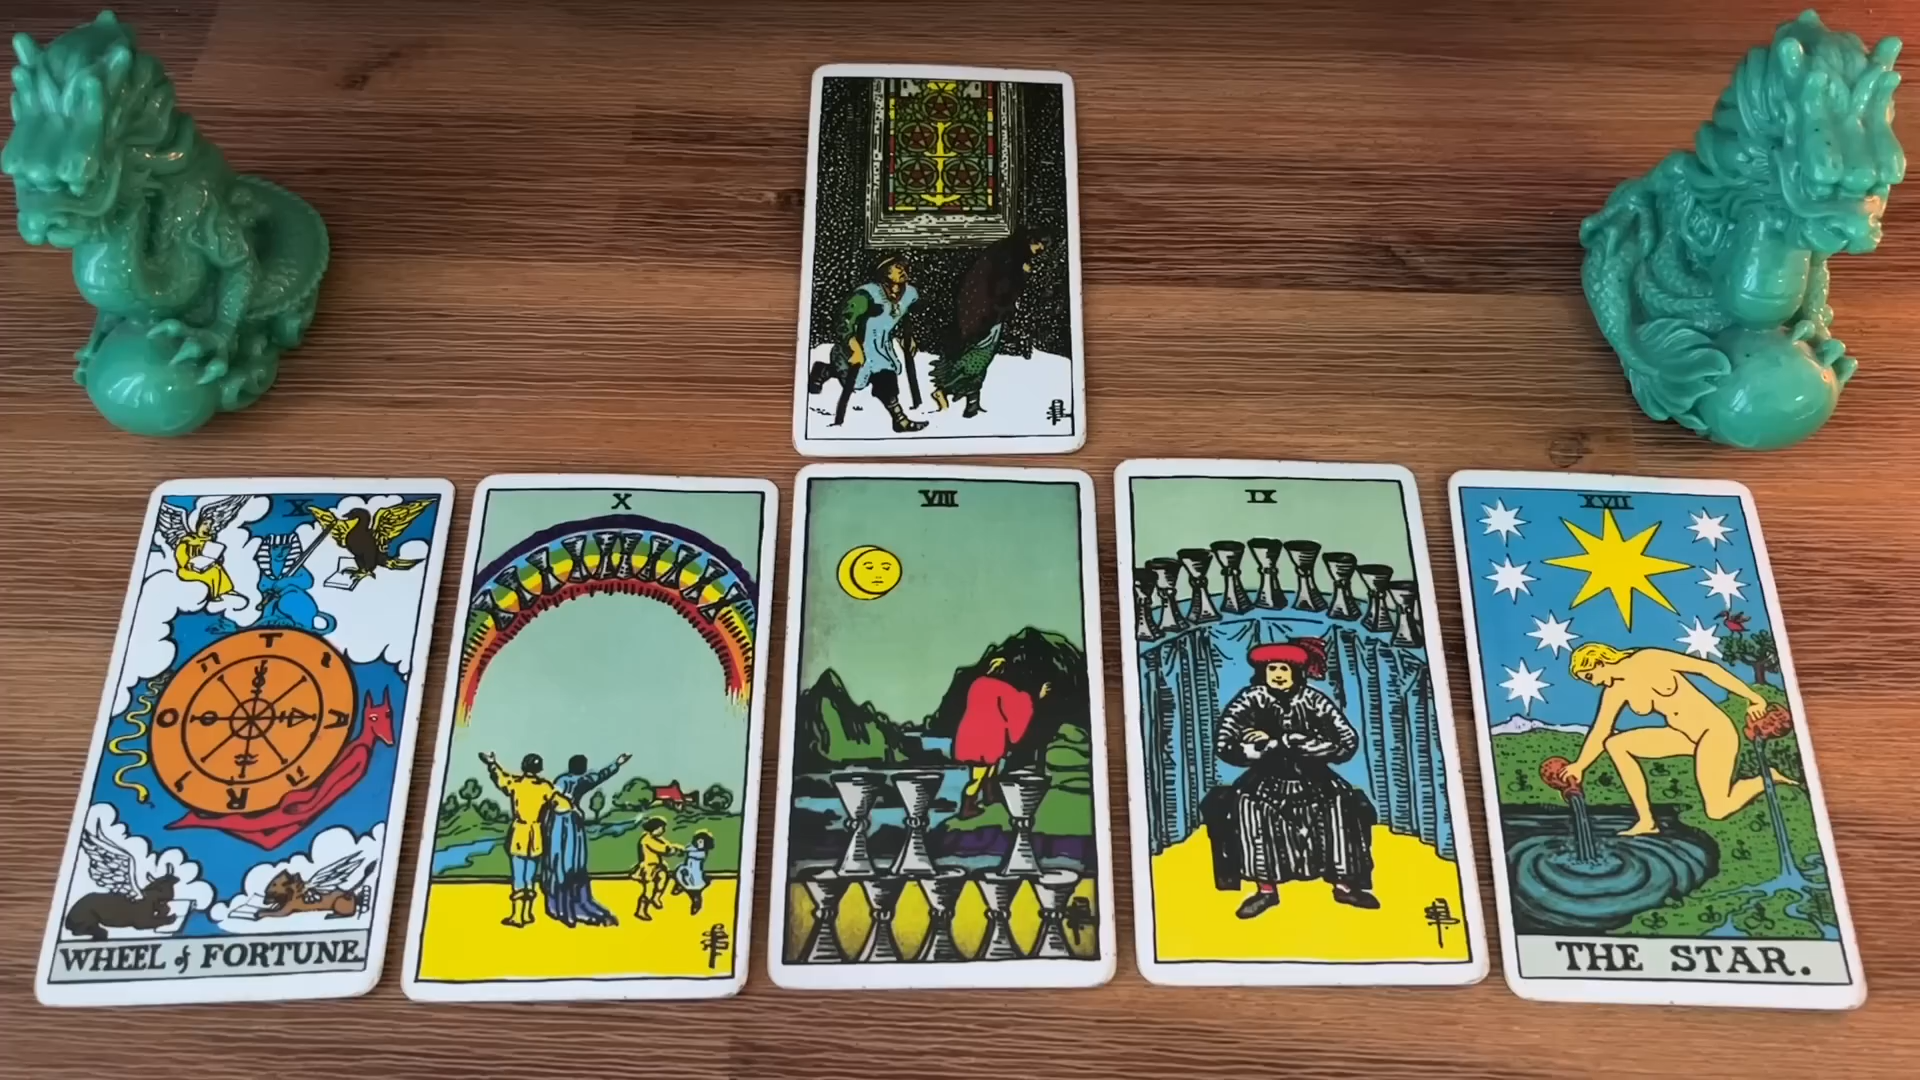 X
X
VIII
IX
XVII
T
A
R
O
WHEEL of FORTUNE.
THE STAR.